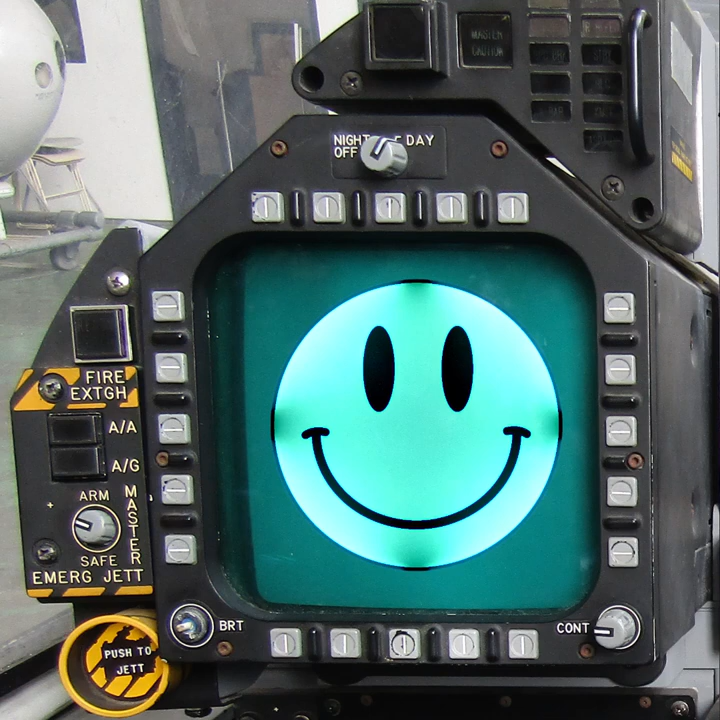 MASTER
CAUTION
NIGHT DAY
OFF
FIRE
EXTGH
A/A
A/G
ARM
MASTER
SAFE
EMERG JETT
BRT
CONT
PUSH TO
JETT